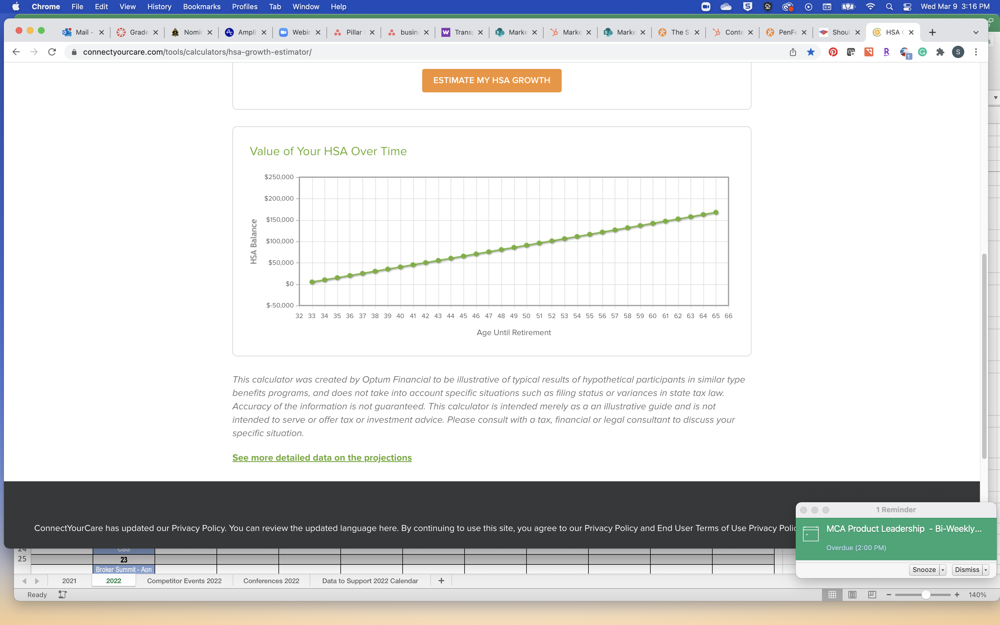 Chrome File Edit View History Bookmarks Profiles Tab Window Help Wed Mar 9 3:16 PM
Mail - Grade Nomin Ampli Webin Pillar busin Trans Marke Marke Marke The S Conte PenFe Shoul HSA
connectyourcare.com/tools/calculators/hsa-growth-estimator/
ESTIMATE MY HSA GROWTH
Value of Your HSA Over Time
$250,000
$200,000
$150,000
$100,000
$50,000
$0
$-50,000
HSA Balance
32 33 34 35 36 37 38 39 40 41 42 43 44 45 46 47 48 49 50 51 52 53 54 55 56 57 58 59 60 61 62 63 64 65 66
Age Until Retirement
This calculator was created by Optum Financial to be illustrative of typical results of hypothetical participants in similar type
benefits programs, and does not take into account specific situations such as filing status or variances in state tax law.
Accuracy of the information is not guaranteed. This calculator is intended merely as a an illustrative guide and is not
intended to serve or offer tax or investment advice. Please consult with a tax, financial or legal consultant to discuss your
specific situation.
See more detailed data on the projections
ConnectYourCare has updated our Privacy Policy. You can review the updated language here. By continuing to use this site, you agree to our Privacy Policy and End User Terms of Use Privacy Polic
1 Reminder
MCA Product Leadership - Bi-Weekly...
Overdue (2:00 PM)
Snooze Dismiss
24 CBS
25 23
Broker Summit - Aon
2021 2022 Competitor Events 2022 Conferences 2022 Data to Support 2022 Calendar +
Ready 140%